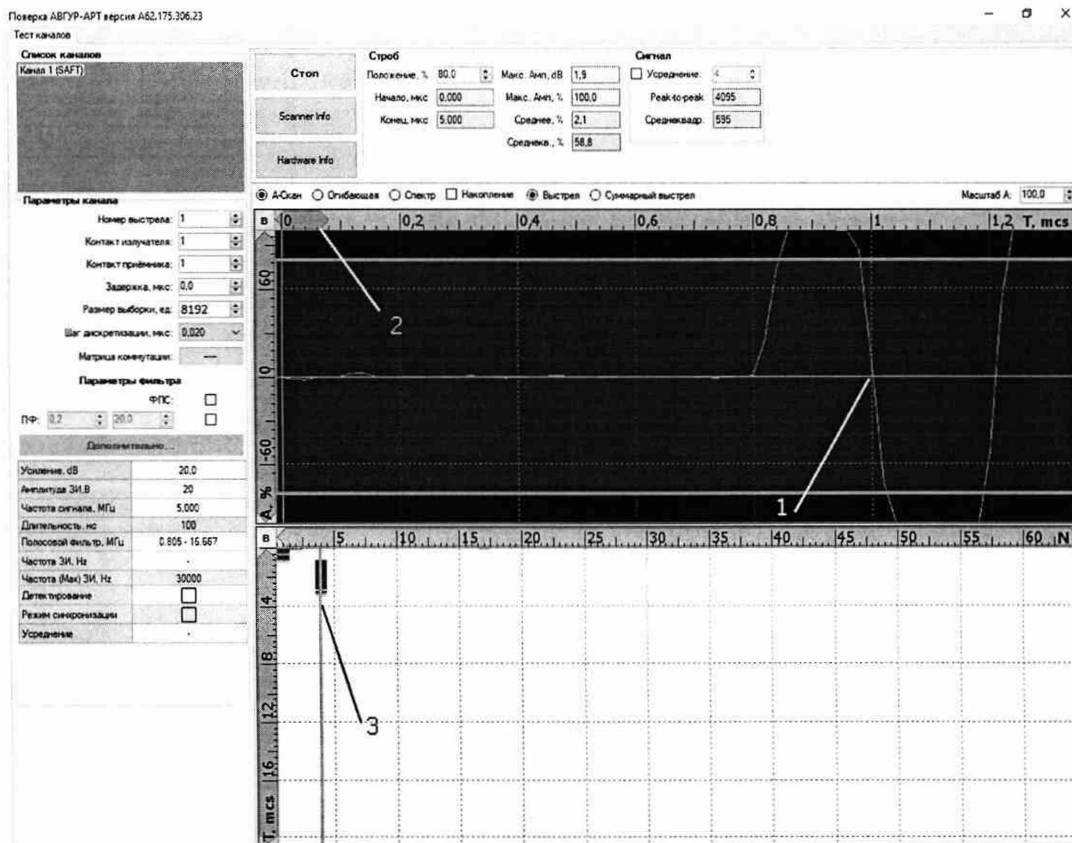 Поверка АВГУР-АРТ версия А62.175.306.23
Тест каналов
Список каналов
Канал 1 (SAFT)
Стоп
Scanner Info
Hardware Info
Строб
Положение, % 80.0
Начало, мкс 0,000
Конец, мкс 5,000
Макс. Амп, dB 1,9
Макс. Амп, % 100,0
Среднее, % 2,1
Среднекв., % 58,8
Сигнал
Усреднение: 4
Peak-to-peak 4095
Среднеквадр. 595
А-Скан Огибающая Спектр Накопление Выстрел Суммарный выстрел Масштаб А: 100,0
Параметры канала
Номер выстрела: 1
Контакт излучателя: 1
Контакт приёмника: 1
Задержка, мкс: 0,0
Размер выборки, ед: 8192
Шаг дискретизации, мкс: 0,020
Матрица коммутации: —
Параметры фильтра
ФПС:
ПФ: 0,2 20,0
Дополнительно...
Усиление, dB 20.0
Амплитуда ЗИ,В 20
Частота сигнала, МГц 5,000
Длительность, нс 100
Полосовой фильтр, МГц 0.805 - 16.667
Частота ЗИ, Hz -
Частота (Max) ЗИ, Hz 30000
Детектирование
Режим синхронизации
Усреднение -
В 0 0,2 0,4 0,6 0,8 1 1,2 T, mcs
60
0
-60
А, %
2
1
В 5 10 15 20 25 30 35 40 45 50 55 60 N
4
8
12
16
T, mcs
3